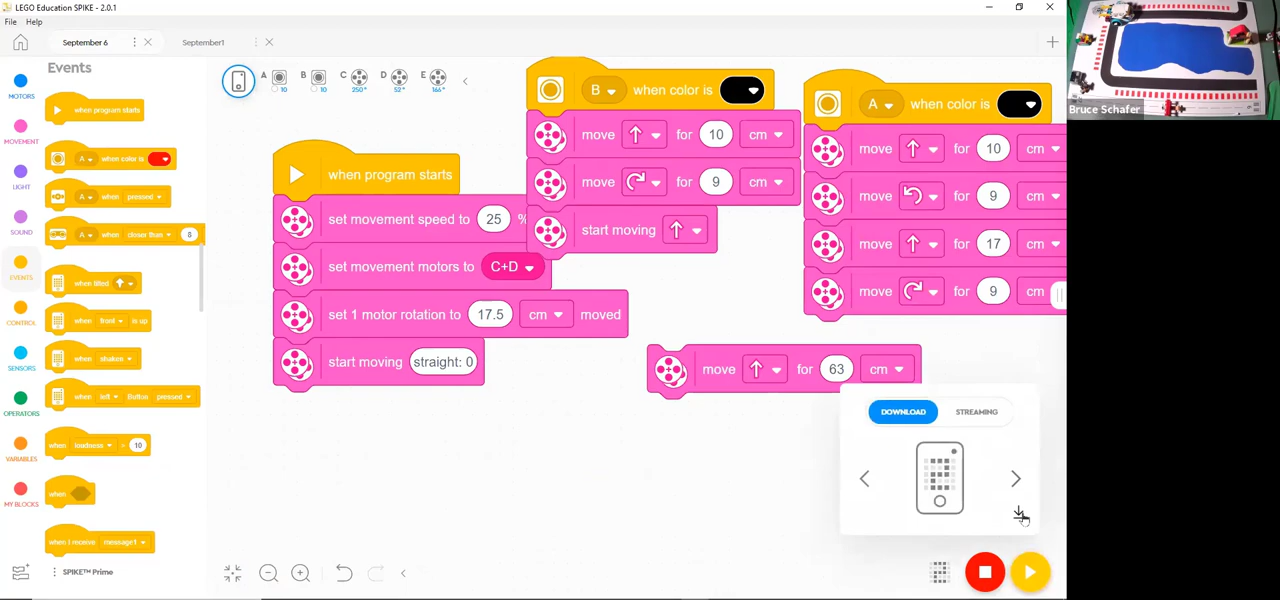 LEGO Education SPIKE - 2.0.1
File Help
September 6
September1
Events
MOTORS
MOVEMENT
LIGHT
SOUND
EVENTS
CONTROL
SENSORS
OPERATORS
VARIABLES
MY BLOCKS
when program starts
A when color is
A when pressed
A when closer than 8
when tilted
when front is up
when shaken
when left Button pressed
when loudness > 10
when
when I receive message1
SPIKE™ Prime
A 10
B 10
C 250°
D 52°
E 166°
when program starts
set movement speed to 25 %
set movement motors to C+D
set 1 motor rotation to 17.5 cm moved
start moving straight: 0
B when color is
move for 10 cm
move for 9 cm
start moving
A when color is
move for 10 cm
move for 9 cm
move for 17 cm
move for 9 cm
move for 63 cm
DOWNLOAD
STREAMING
Bruce Schafer